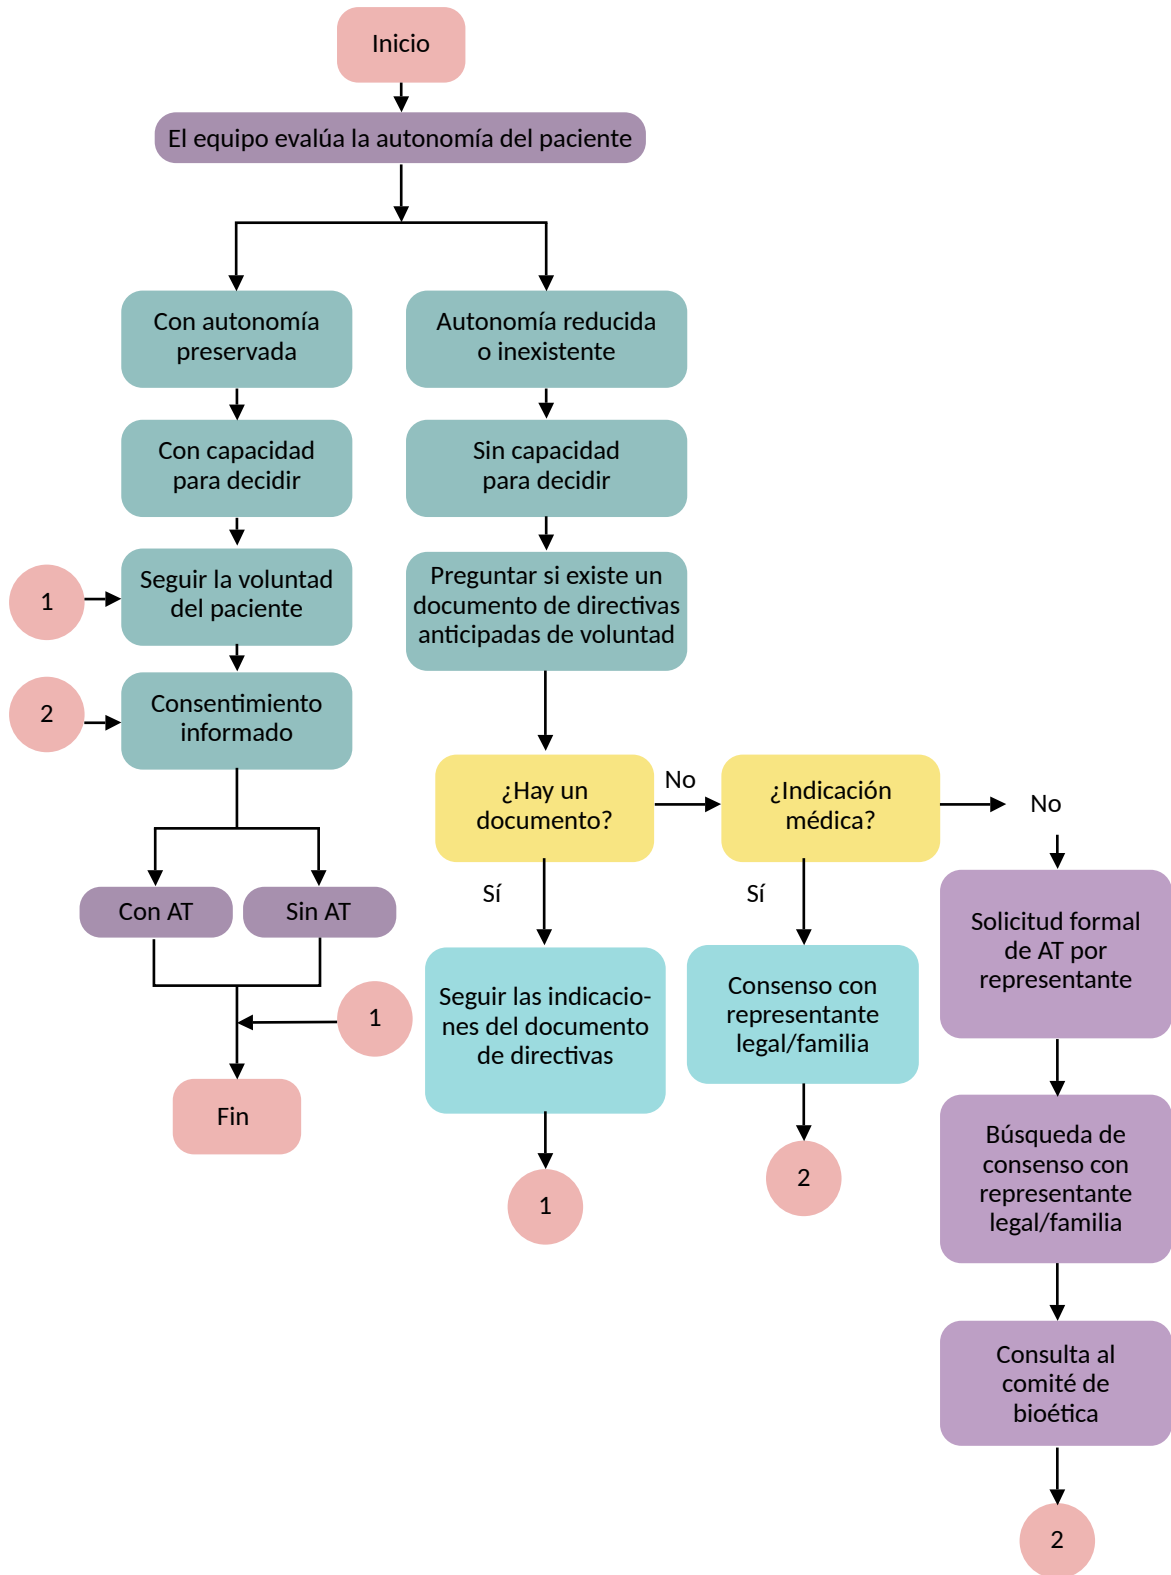 Inicio
El equipo evalúa la autonomía del paciente
Con autonomía
preservada
Autonomía reducida
o inexistente
Con capacidad
para decidir
Sin capacidad
para decidir
1
Seguir la voluntad
del paciente
Preguntar si existe un
documento de directivas
anticipadas de voluntad
2
Consentimiento
informado
¿Hay un
documento?
No
¿Indicación
médica?
No
Sí
Sí
Con AT
Sin AT
1
Fin
Seguir las indicacio-
nes del documento
de directivas
1
Consenso con
representante
legal/familia
2
Solicitud formal
de AT por
representante
Búsqueda de
consenso con
representante
legal/familia
Consulta al
comité de
bioética
2